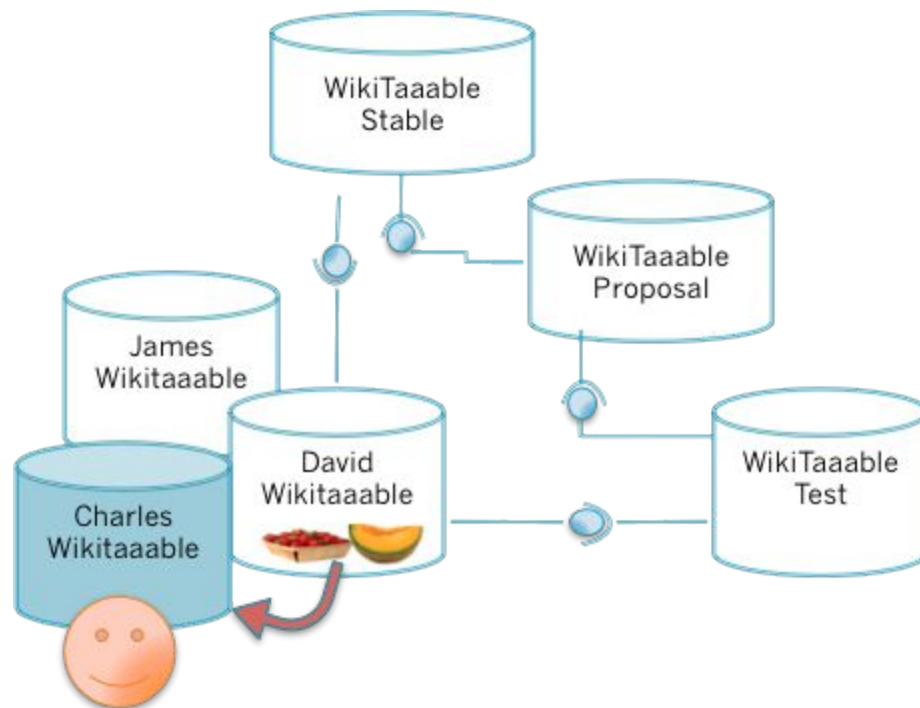 WikiTaaable
Stable
WikiTaaable
Proposal
James
Wikitaaable
David
Wikitaaable
WikiTaaable
Test
Charles
Wikitaaable